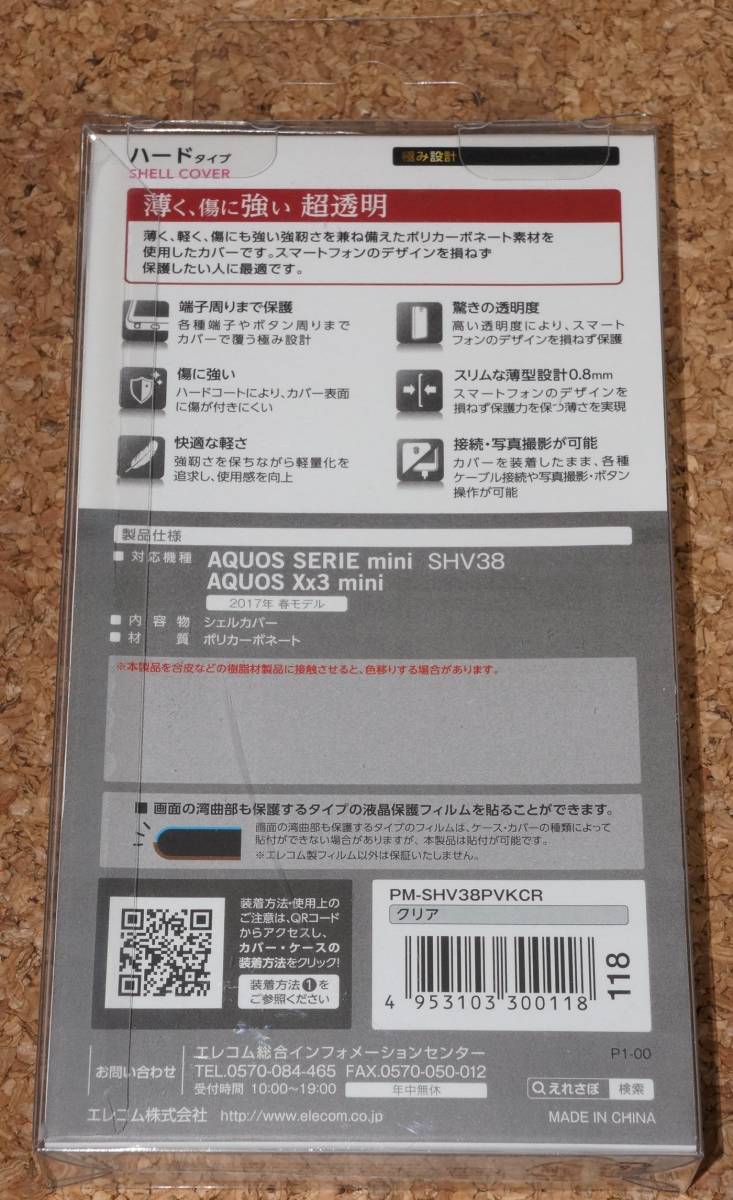 ハードタイプ
SHELL COVER
極み設計
薄く、傷に強い 超透明
薄く、軽く、傷にも強い強靭さを兼ね備えたポリカーボネート素材を
使用したカバーです。スマートフォンのデザインを損ねず
保護したい人に最適です。
端子周りまで保護
各種端子やボタン周りまで
カバーで覆う極み設計
驚きの透明度
高い透明度により、スマート
フォンのデザインを損ねず保護
傷に強い
ハードコートにより、カバー表面
に傷が付きにくい
スリムな薄型設計0.8mm
スマートフォンのデザインを
損ねず保護力を保つ薄さを実現
快適な軽さ
強靭さを保ちながら軽量化を
追求し、使用感を向上
接続・写真撮影が可能
カバーを装着したまま、各種
ケーブル接続や写真撮影・ボタン
操作が可能
製品仕様
■対応機種 AQUOS SERIE mini SHV38
AQUOS Xx3 mini
2017年 春モデル
■内容物 シェルカバー
■材質 ポリカーボネート
※本製品を合皮などの樹脂材製品に接触させると、色移りする場合があります。
■ 画面の湾曲部も保護するタイプの液晶保護フィルムを貼ることができます。
画面の湾曲部も保護するタイプのフィルムは、ケース・カバーの種類によって
貼付ができない場合がありますが、本製品は貼付が可能です。
※エレコム製フィルム以外は保証いたしません。
装着方法・使用上の
ご注意は、QRコード
からアクセスし、
カバー・ケースの
装着方法をクリック!
装着方法❶を
ご参照ください
PM-SHV38PVKCR
クリア
4 953103 300118
118
お問い合わせ
エレコム総合インフォメーションセンター
TEL.0570-084-465 FAX.0570-050-012
受付時間 10:00〜19:00 年中無休
P1-00
えれさぽ 検索
エレコム株式会社 http://www.elecom.co.jp
MADE IN CHINA